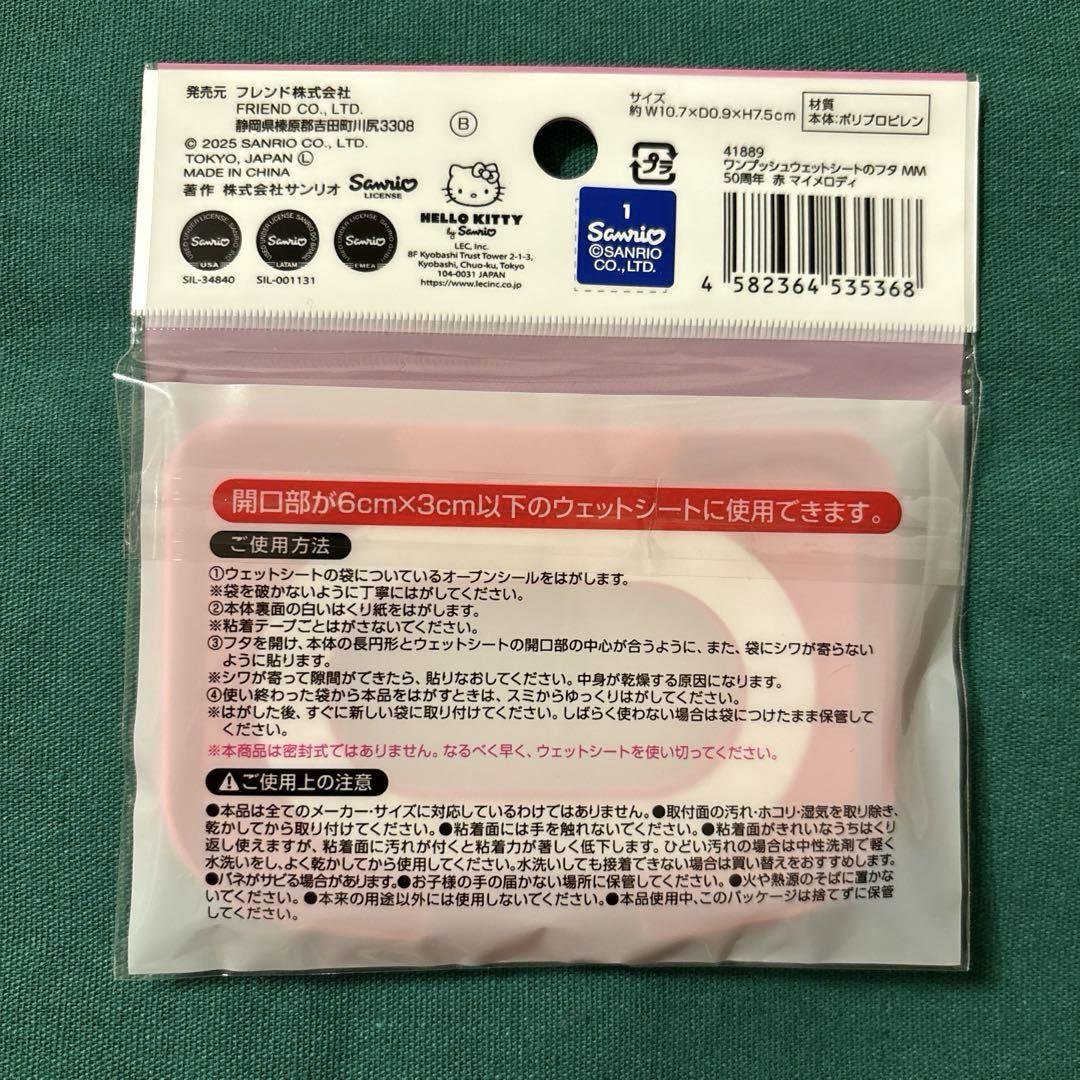 発売元 フレンド株式会社
FRIEND CO., LTD.
静岡県榛原郡吉田町川尻3308
© 2025 SANRIO CO., LTD.
TOKYO, JAPAN Ⓛ
MADE IN CHINA
著作 株式会社サンリオ
Sanrio
LICENSE
Ⓑ
USED UNDER LICENSE
Sanrio
USA
SIL-34840
Sanrio
LATAM
SIL-001131
USED UNDER LICENSE
Sanrio
EMEA
HELLO KITTY
by Sanrio
LEC, Inc.
8F Kyobashi Trust Tower 2-1-3,
Kyobashi, Chuo-ku, Tokyo
104-0031 JAPAN
https://www.lecinc.co.jp
サイズ
約 W10.7×D0.9×H7.5cm
材質
本体:ポリプロピレン
プラ
1
Sanrio
©SANRIO
CO., LTD.
41889
ワンプッシュウェットシートのフタ MM
50周年 赤 マイメロディ
4 582364 535368
開口部が6cm×3cm以下のウェットシートに使用できます。
ご使用方法
①ウェットシートの袋についているオープンシールをはがします。
※袋を破かないように丁寧にはがしてください。
②本体裏面の白いはくり紙をはがします。
※粘着テープごとはがさないでください。
③フタを開け、本体の長円形とウェットシートの開口部の中心が合うように、また、袋にシワが寄らない
ように貼ります。
※シワが寄って隙間ができたら、貼りなおしてください。中身が乾燥する原因になります。
④使い終わった袋から本品をはがすときは、スミからゆっくりはがしてください。
※はがした後、すぐに新しい袋に取り付けてください。しばらく使わない場合は袋につけたまま保管して
ください。
※本商品は密封式ではありません。なるべく早く、ウェットシートを使い切ってください。
ご使用上の注意
●本品は全てのメーカー・サイズに対応しているわけではありません。●取付面の汚れ・ホコリ・湿気を取り除き、
乾かしてから取り付けてください。●粘着面には手を触れないでください。●粘着面がきれいなうちはくり
返し使えますが、粘着面に汚れが付くと粘着力が著しく低下します。ひどい汚れの場合は中性洗剤で軽く
水洗いをし、よく乾かしてから使用してください。水洗いしても接着できない場合は買い替えをおすすめします。
●バネがサビる場合があります。●お子様の手の届かない場所に保管してください。●火や熱源のそばに置かな
いでください。●本来の用途以外には使用しないでください。●本品使用中、このパッケージは捨てずに保管
してください。